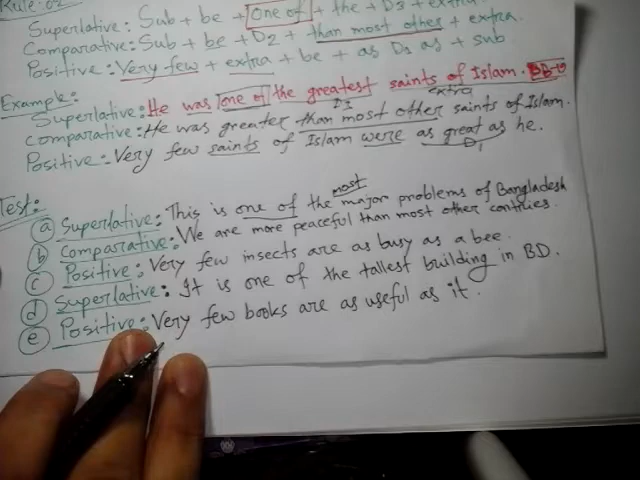 Rule: 02
Superlative: Sub + be + one of + the + D3 + extra.
Comparative: Sub + be + D2 + than most other + extra.
Positive: Very few + extra + be + as D1 as + sub
Example:
Superlative: He was one of the greatest saints of Islam. BB-0
D3 extra
Comparative: He was greater than most other saints of Islam.
Positive: Very few saints of Islam were as great as he.
D1
Test:
most
a Superlative: This is one of the major problems of Bangladesh
b Comparative: We are more peaceful than most other contries.
c Positive: Very few insects are as busy as a bee.
d Superlative: It is one of the tallest building in BD.
e Positive: Very few books are as useful as it.